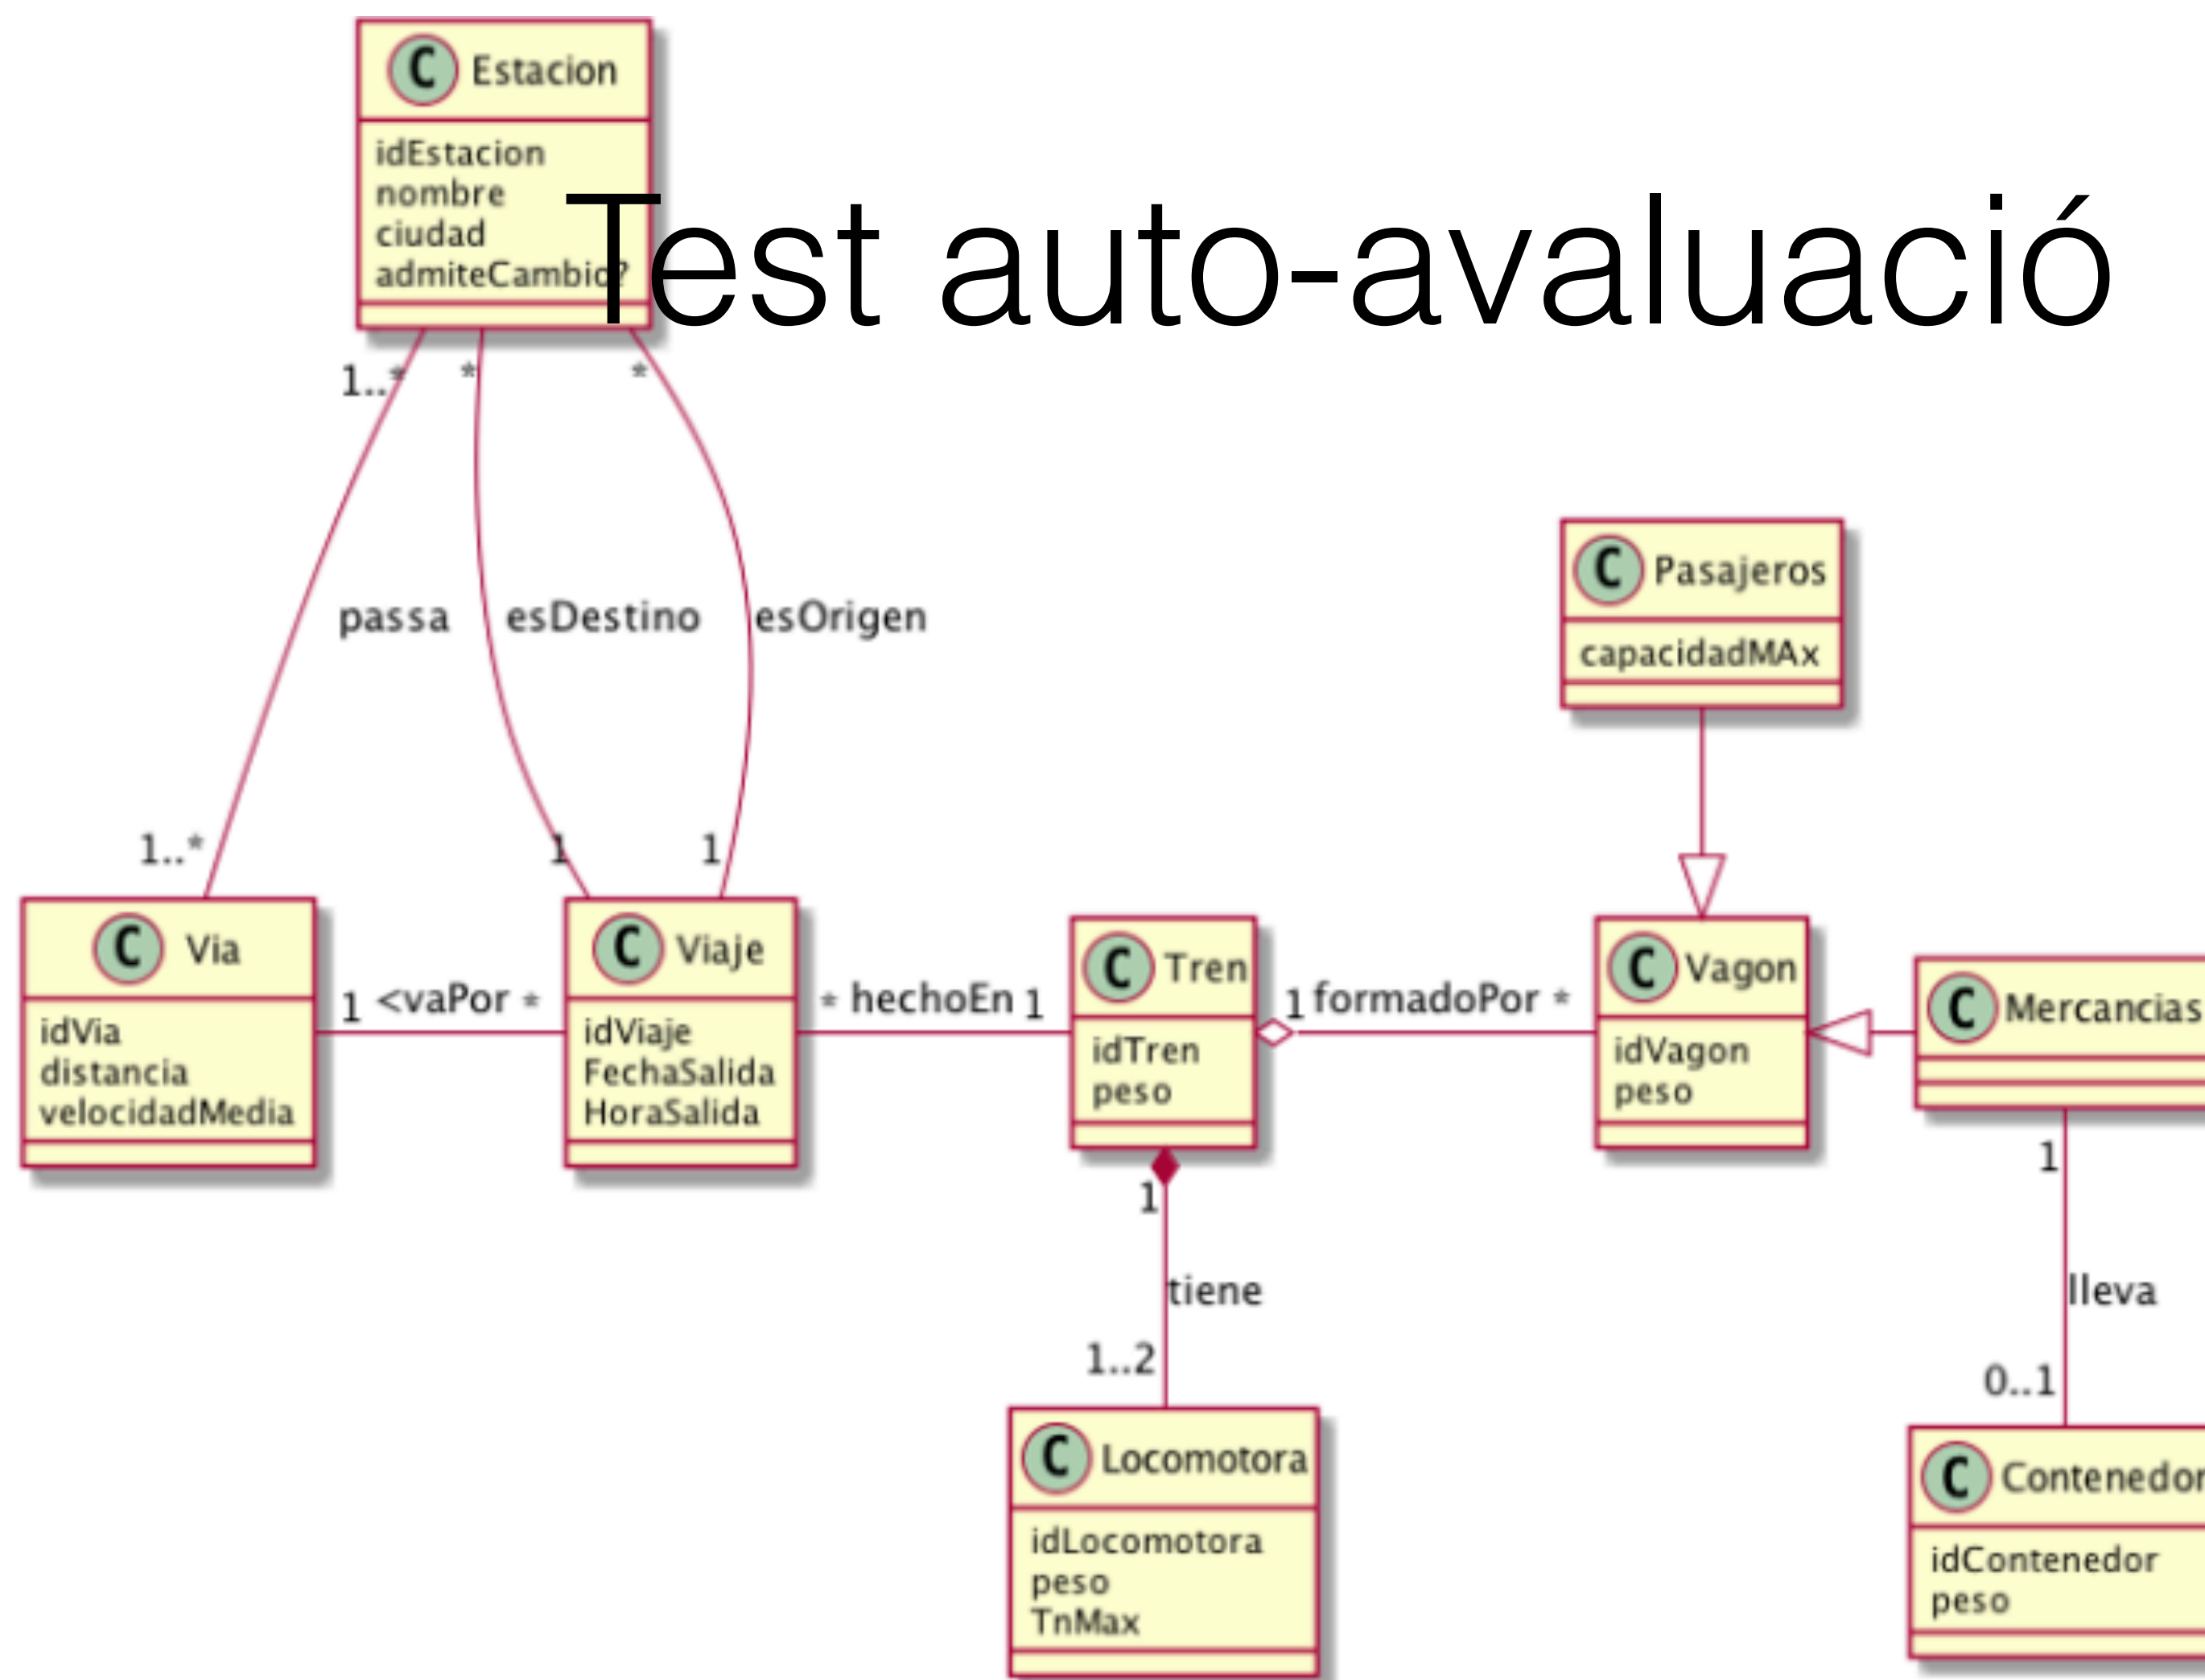 C Estacion
idEstacion
nombre
ciudad
admiteCambio?
Test auto-avaluació
1..*
*
*
passa
esDestino
esOrigen
1..*
1
1
C Pasajeros
capacidadMAx
C Via
idVia
distancia
velocidadMedia
1 <vaPor *
C Viaje
idViaje
FechaSalida
HoraSalida
* hechoEn 1
C Tren
idTren
peso
1 formadoPor *
C Vagon
idVagon
peso
C Mercancias
1
tiene
1..2
1
lleva
0..1
C Locomotora
idLocomotora
peso
TnMax
C Contenedor
idContenedor
peso